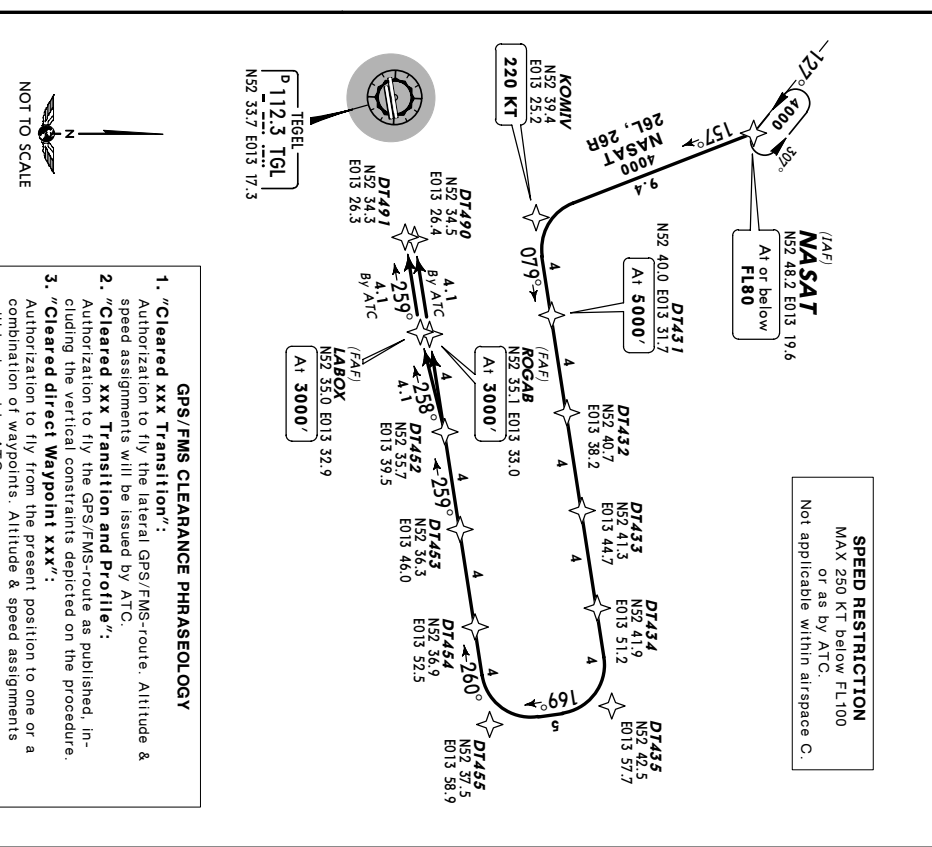 SPEED RESTRICTION
MAX 250 KT below FL100
or as by ATC.
Not applicable within airspace C.
(IAF)
NASAT
N52 48.2 E013 19.6
At or below
FL80
127°
4000
307°
157°
NASAT
26L, 26R
4000
9.4
KOMIV
N52 39.4
E013 25.2
220 KT
079°
4
DT431
N52 40.0 E013 31.7
At 5000'
4
DT432
N52 40.7
E013 38.2
4
DT433
N52 41.3
E013 44.7
4
DT434
N52 41.9
E013 51.2
4
DT435
N52 42.5
E013 57.7
169°
5
DT455
N52 37.5
E013 58.9
260°
4
DT454
N52 36.9
E013 52.5
4
DT453
N52 36.3
E013 46.0
259°
4
DT452
N52 35.7
E013 39.5
258°
4
4.1
(FAF)
ROGAB
N52 35.1 E013 33.0
At 3000'
(FAF)
LABOX
N52 35.0 E013 32.9
At 3000'
4.1
By ATC
259°
4.1
By ATC
DT490
N52 34.5
E013 26.4
DT491
N52 34.3
E013 26.3
TEGEL
D 112.3 TGL
N52 33.7 E013 17.3
N
NOT TO SCALE
GPS/FMS CLEARANCE PHRASEOLOGY
1. "Cleared xxx Transition":
Authorization to fly the lateral GPS/FMS-route. Altitude &
speed assignments will be issued by ATC.
2. "Cleared xxx Transition and Profile":
Authorization to fly the GPS/FMS-route as published, in-
cluding the vertical constraints depicted on the procedure.
3. "Cleared direct Waypoint xxx":
Authorization to fly from the present position to one or a
combination of waypoints. Altitude & speed assignments